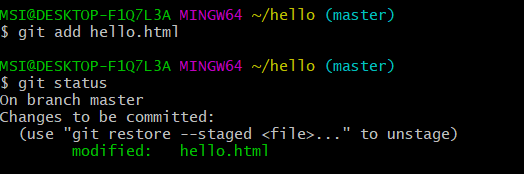 MSI@DESKTOP-F1Q7L3A MINGW64 ~/hello (master)
$ git add hello.html
MSI@DESKTOP-F1Q7L3A MINGW64 ~/hello (master)
$ git status
On branch master
Changes to be committed:
  (use "git restore --staged <file>..." to unstage)
        modified:   hello.html